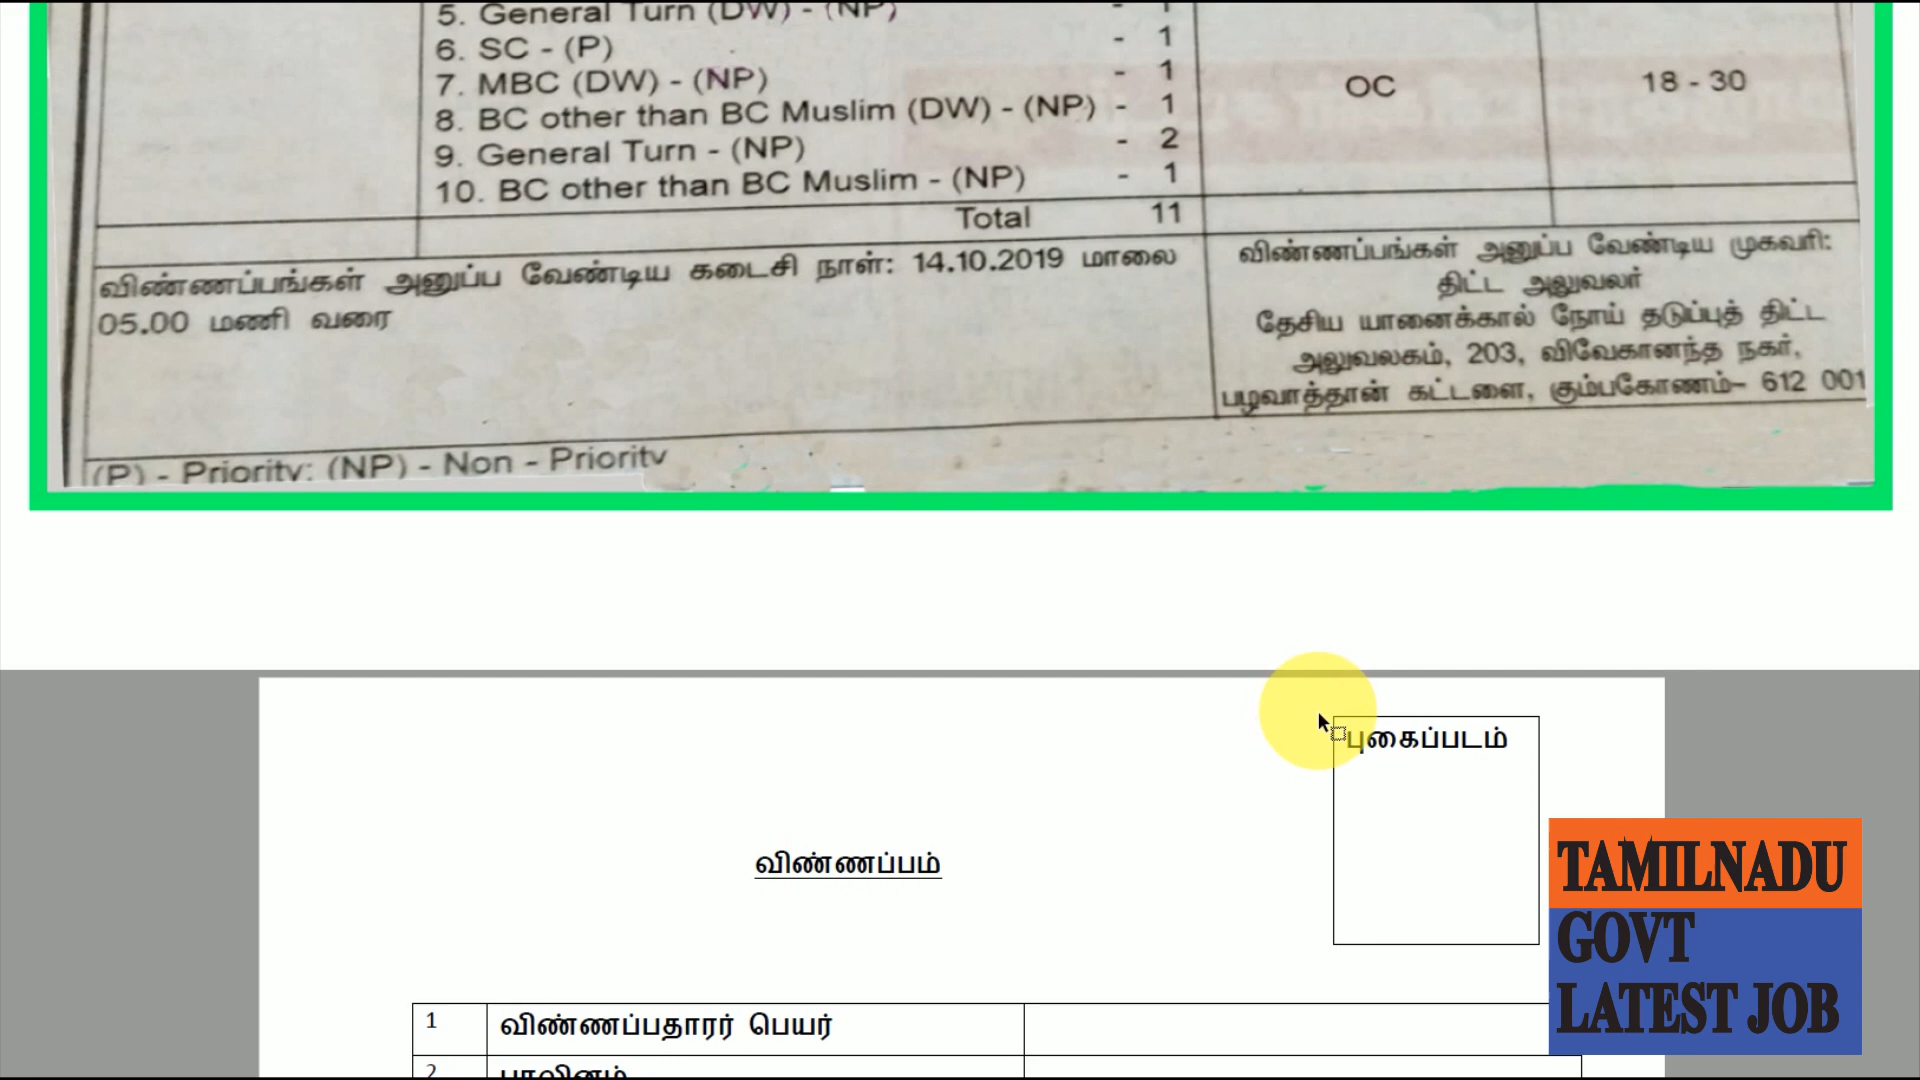 5. General Turn (DW) - (NP) - 1
6. SC - (P) - 1
7. MBC (DW) - (NP) - 1
8. BC other than BC Muslim (DW) - (NP) - 1
9. General Turn - (NP) - 2
10. BC other than BC Muslim - (NP) - 1
OC 18 - 30
Total 11
விண்ணப்பங்கள் அனுப்ப வேண்டிய கடைசி நாள்: 14.10.2019 மாலை
05.00 மணி வரை
விண்ணப்பங்கள் அனுப்ப வேண்டிய முகவரி:
திட்ட அலுவலர்
தேசிய யானைக்கால் நோய் தடுப்புத் திட்ட
அலுவலகம், 203, விவேகானந்த நகர்,
பழவாத்தான் கட்டளை, கும்பகோணம்– 612 001
(P) - Priority; (NP) - Non - Priority
புகைப்படம்
விண்ணப்பம்
1 விண்ணப்பதாரர் பெயர்
2 பாலினம்
TAMILNADU
GOVT
LATEST JOB